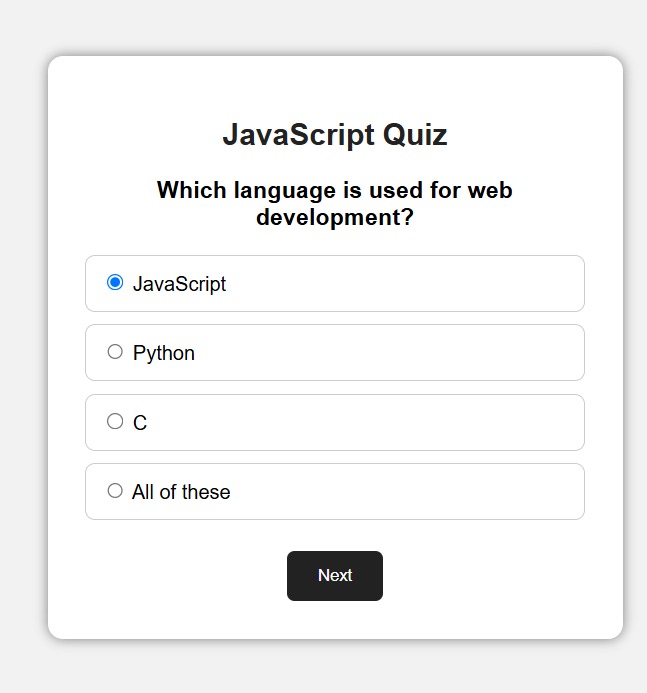 JavaScript Quiz
Which language is used for web
development?
JavaScript
Python
C
All of these
Next